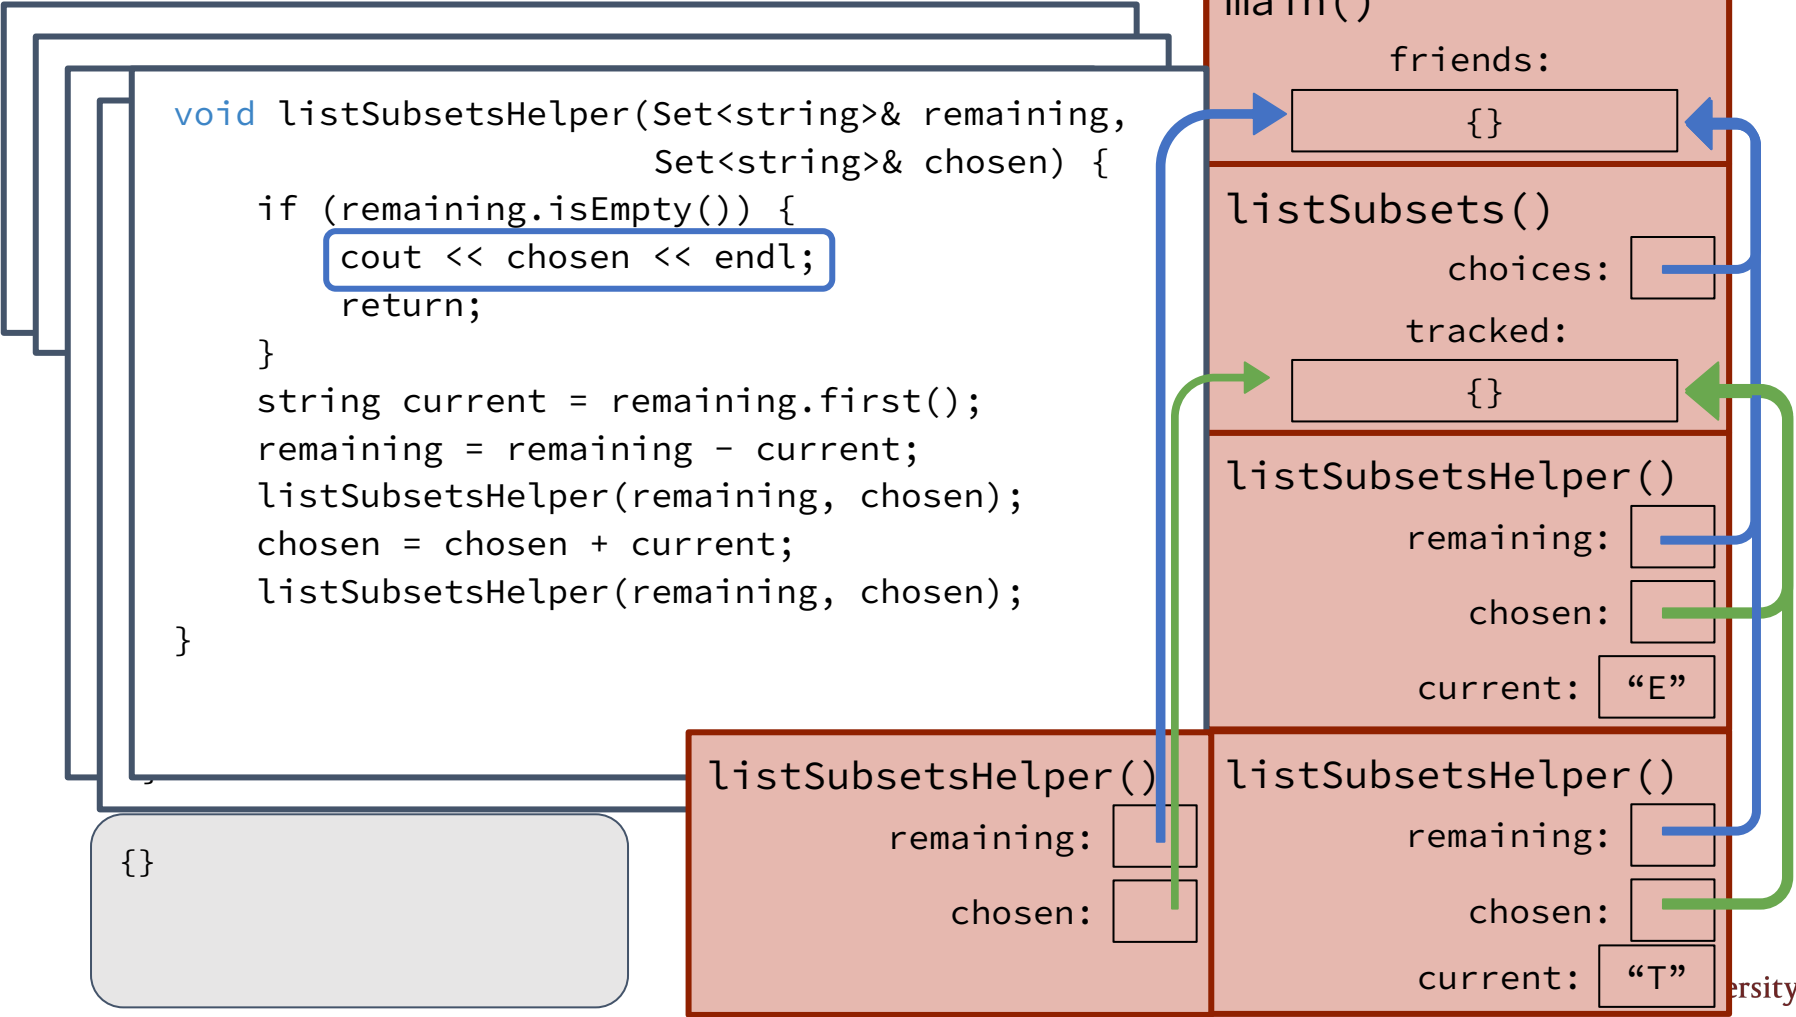 void listSubsetsHelper(Set<string>& remaining,
                       Set<string>& chosen) {
    if (remaining.isEmpty()) {
        cout << chosen << endl;
        return;
    }
    string current = remaining.first();
    remaining = remaining - current;
    listSubsetsHelper(remaining, chosen);
    chosen = chosen + current;
    listSubsetsHelper(remaining, chosen);
}
{}
main()
friends:
{}
listSubsets()
choices:
tracked:
{}
listSubsetsHelper()
remaining:
chosen:
current: “E”
listSubsetsHelper()
remaining:
chosen:
listSubsetsHelper()
remaining:
chosen:
current: “T”